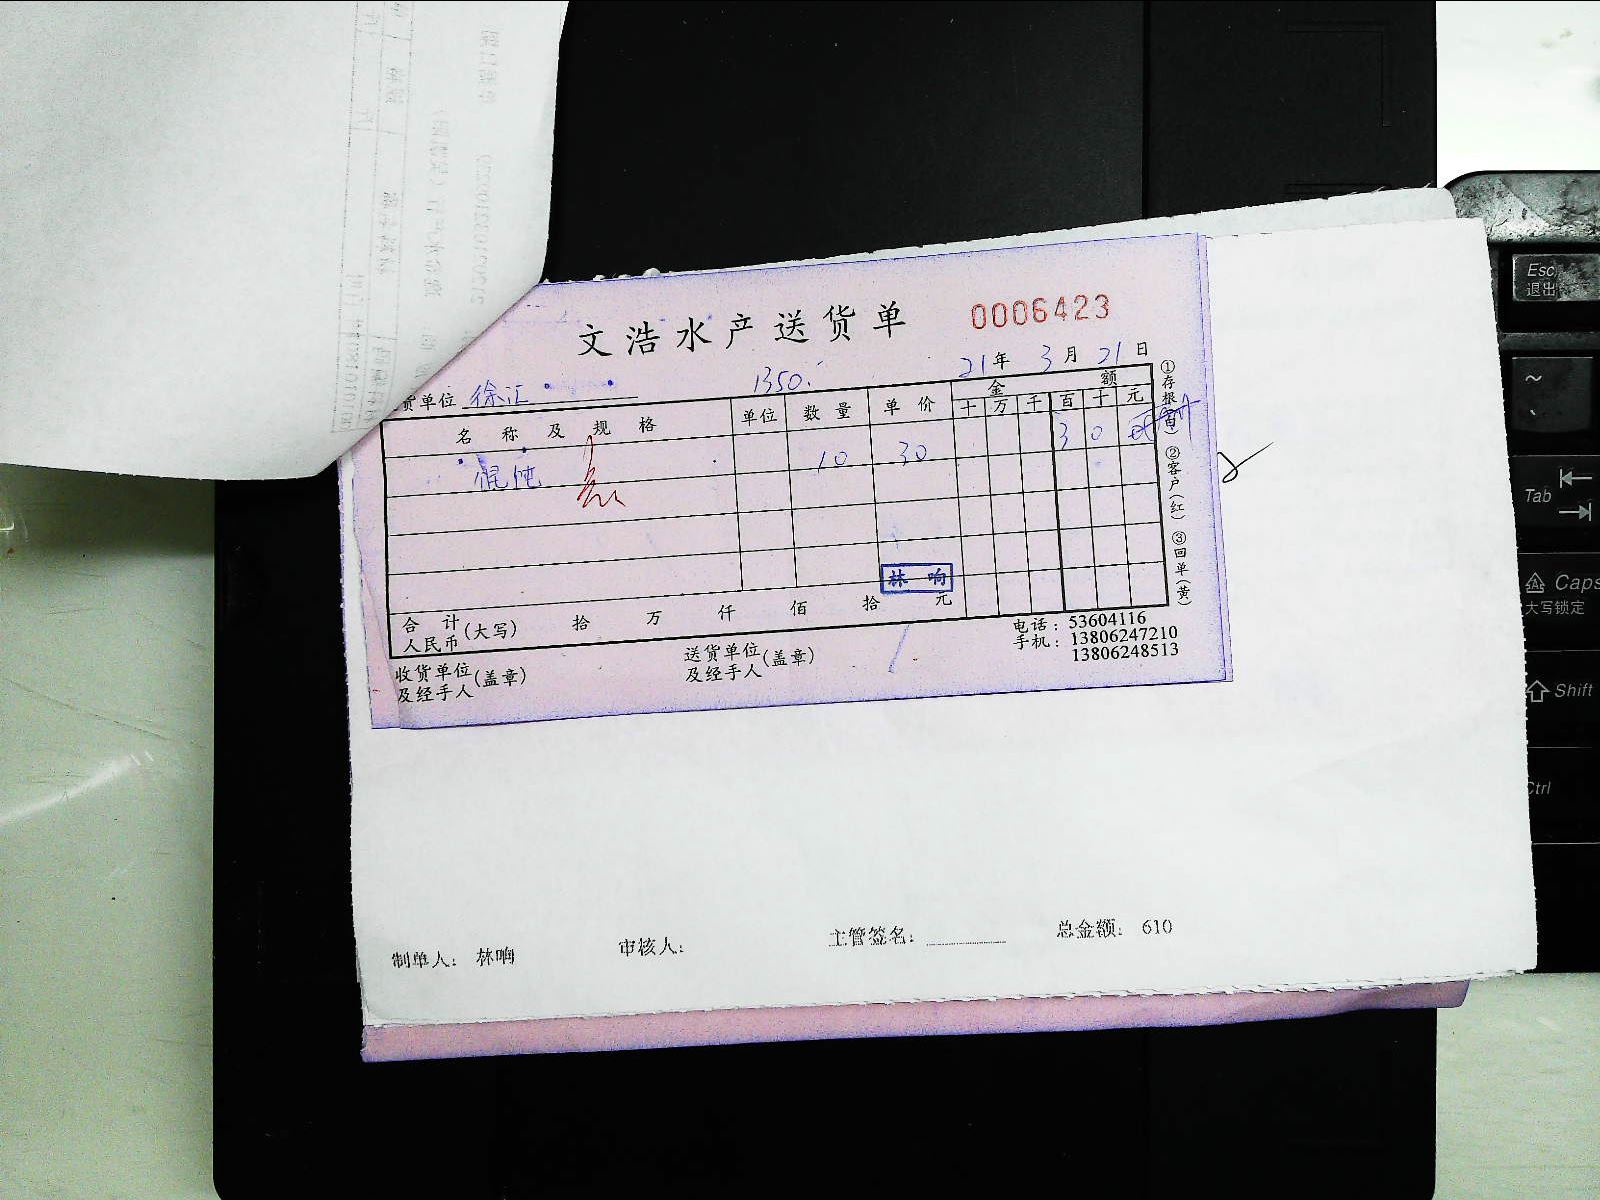 文浩水产送货单
0006423
1350.
21年 3月 21日
货单位 徐汇
名称及规格 单位 数量 单价 金额
十 万 千 百 十 元
馄饨 10 30 3 0
林响
合计
人民币 (大写) 拾 万 仟 佰 拾 元
①存根(白) ②客户(红) ③回单(黄)
收货单位
及经手人 (盖章)
送货单位
及经手人 (盖章)
电话：53604116
手机：13806247210
13806248513
制单人： 林响 审核人： 主管签名： 总金额： 610
Esc
退出
~
Tab
Caps
大写锁定
Shift
Ctrl